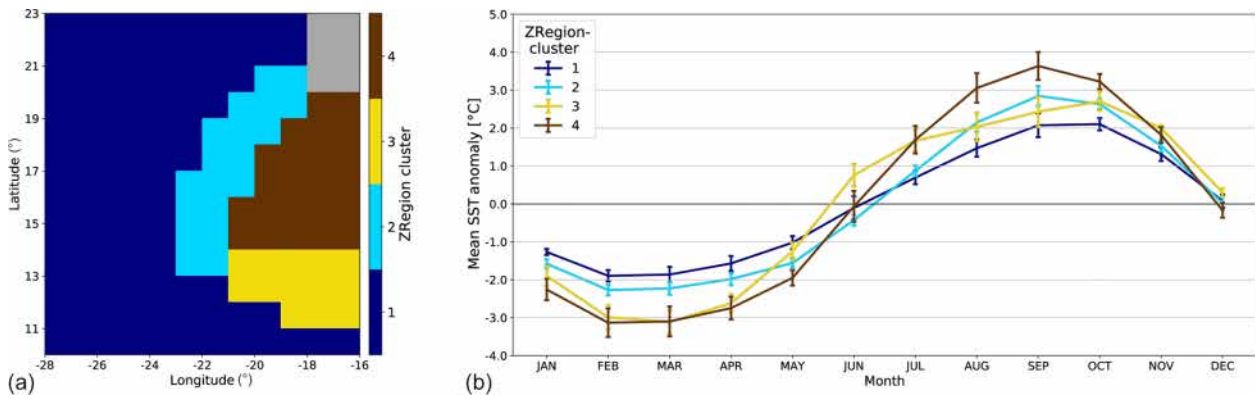 23
21
19
17
15
13
11
Latitude (°)
-28
-26
-24
-22
-20
-18
-16
Longitude (°)
4
3
2
1
ZRegion cluster
(a)
ZRegion-
cluster
1
2
3
4
5.0
4.0
3.0
2.0
1.0
0.0
-1.0
-2.0
-3.0
-4.0
Mean SST anomaly [°C]
JAN
FEB
MAR
APR
MAY
JUN
JUL
AUG
SEP
OCT
NOV
DEC
Month
(b)